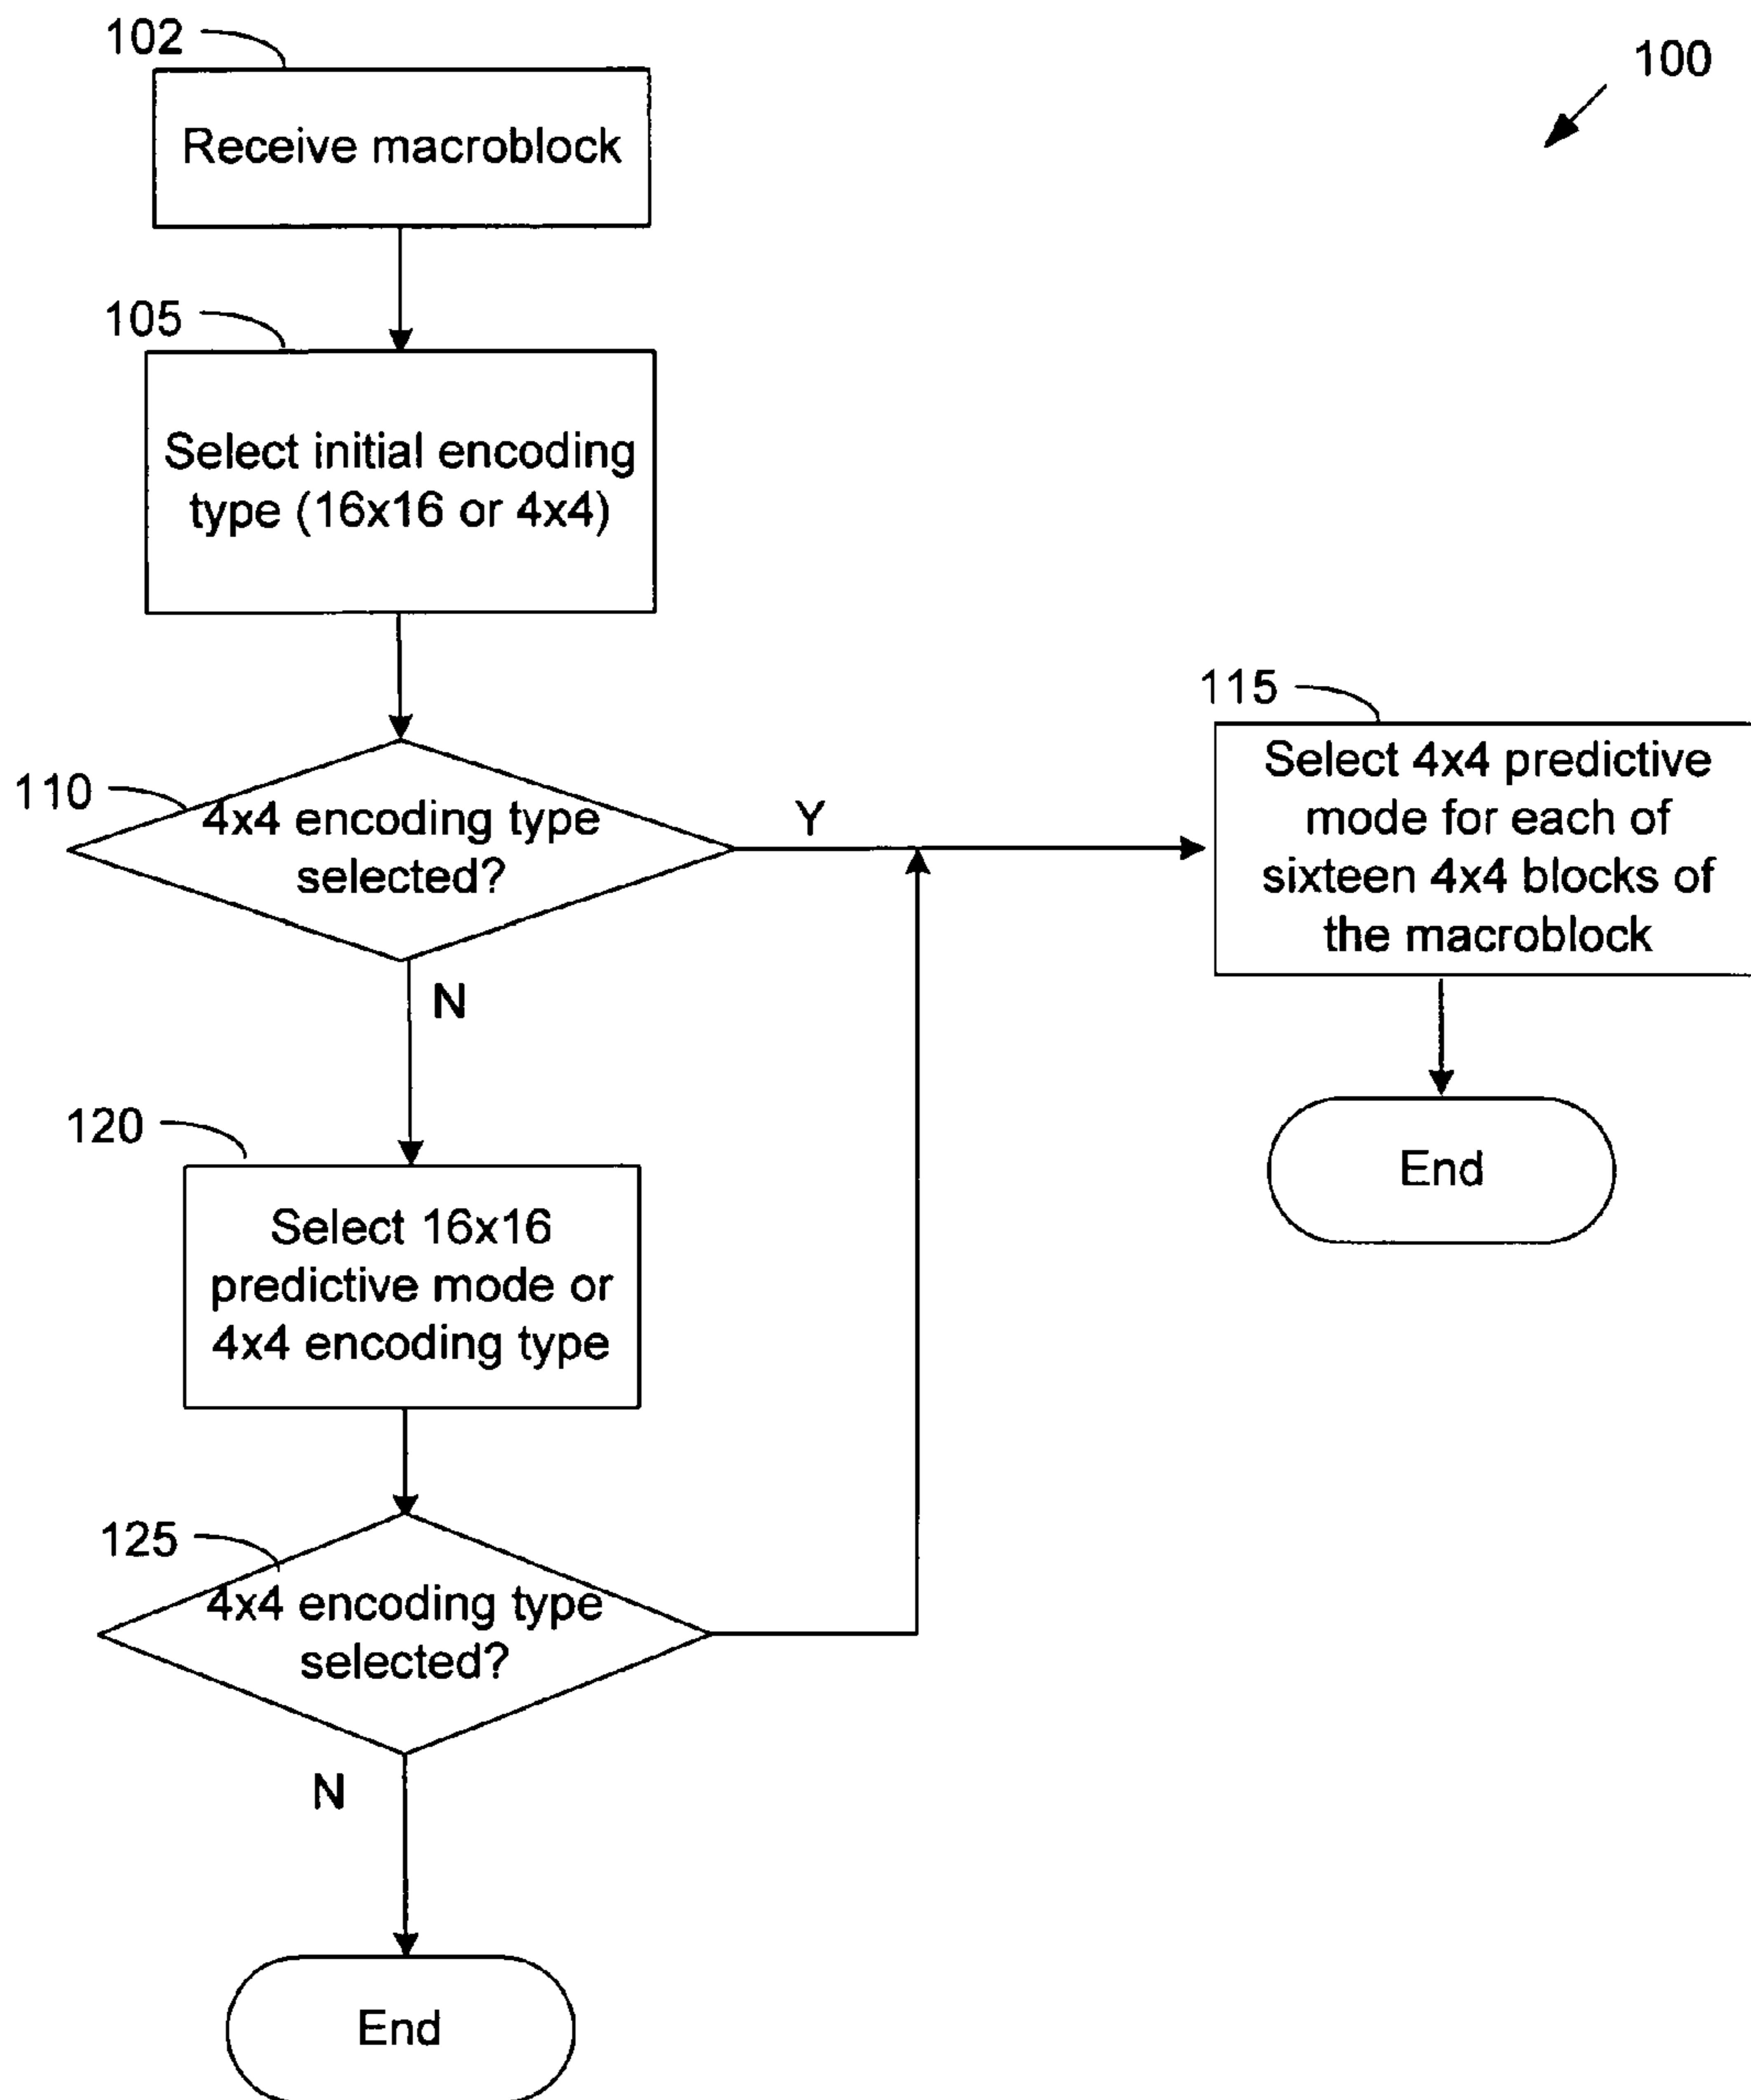 102
100
Receive macroblock
105
Select initial encoding
type (16x16 or 4x4)
115
110
4x4 encoding type
selected?
Y
Select 4x4 predictive
mode for each of
sixteen 4x4 blocks of
the macroblock
N
120
End
Select 16x16
predictive mode or
4x4 encoding type
125
4x4 encoding type
selected?
N
End